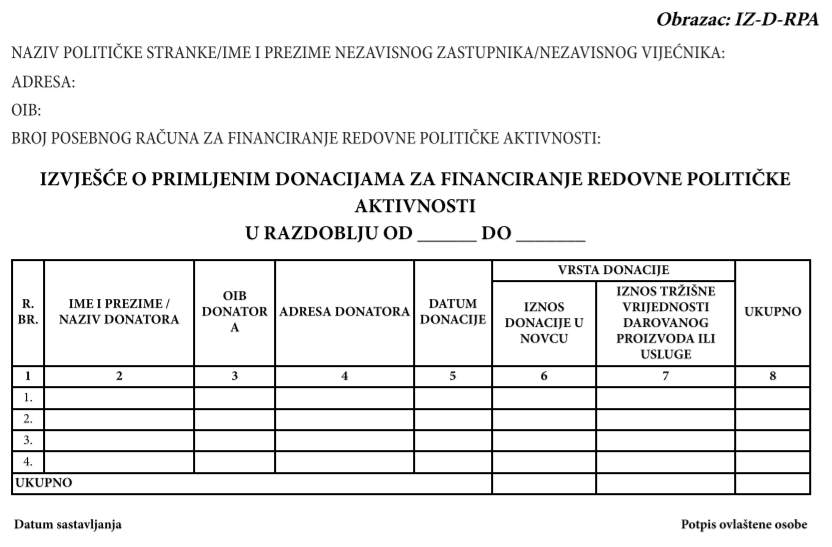 Obrazac: IZ-D-RPA
NAZIV POLITIČKE STRANKE/IME I PREZIME NEZAVISNOG ZASTUPNIKA/NEZAVISNOG VIJEĆNIKA:
ADRESA:
OIB:
BROJ POSEBNOG RAČUNA ZA FINANCIRANJE REDOVNE POLITIČKE AKTIVNOSTI:
IZVJEŠĆE O PRIMLJENIM DONACIJAMA ZA FINANCIRANJE REDOVNE POLITIČKE
AKTIVNOSTI
U RAZDOBLJU OD ______ DO _______
R.
BR.
IME I PREZIME /
NAZIV DONATORA
OIB
DONATOR
A
ADRESA DONATORA
DATUM
DONACIJE
VRSTA DONACIJE
IZNOS
DONACIJE U
NOVCU
IZNOS TRŽIŠNE
VRIJEDNOSTI
DAROVANOG
PROIZVODA ILI
USLUGE
UKUPNO
1 2 3 4 5 6 7 8
1.
2.
3.
4.
UKUPNO
Datum sastavljanja Potpis ovlaštene osobe